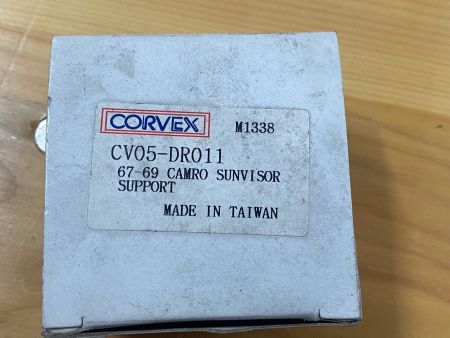 CORVEX M1338
CV05-DR011
67-69 CAMRO SUNVISOR
SUPPORT
MADE IN TAIWAN